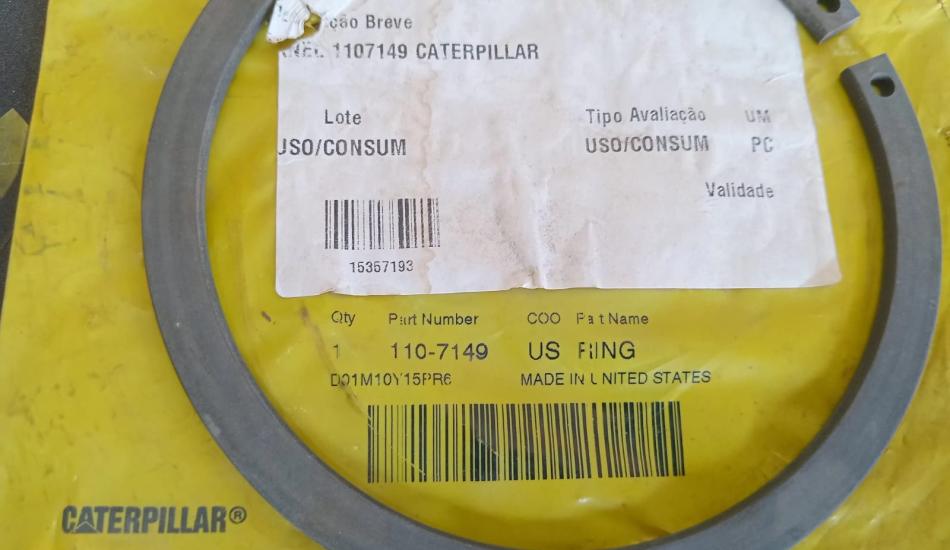 ção Breve
1107149 CATERPILLAR
Lote Tipo Avaliação UM
USO/CONSUM USO/CONSUM PC
Validade
15357193
Qty Part Number COO Part Name
1 110-7149 US RING
D01M10Y15PR6 MADE IN UNITED STATES
CATERPILLAR®